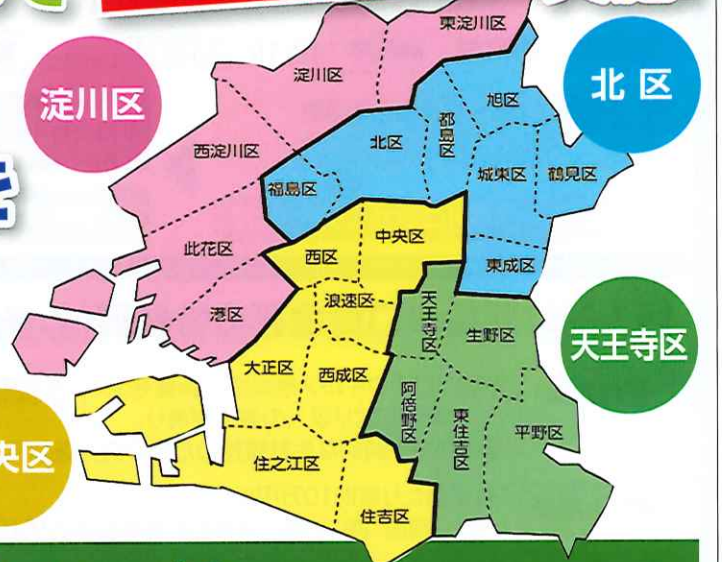 東淀川区
淀川区
淀川区
北 区
旭区
西淀川区
北区
都島区
城東区
鶴見区
福島区
此花区
中央区
西区
東成区
港区
浪速区
天王寺区
生野区
天王寺区
大正区
西成区
阿倍野区
東住吉区
平野区
央区
住之江区
住吉区